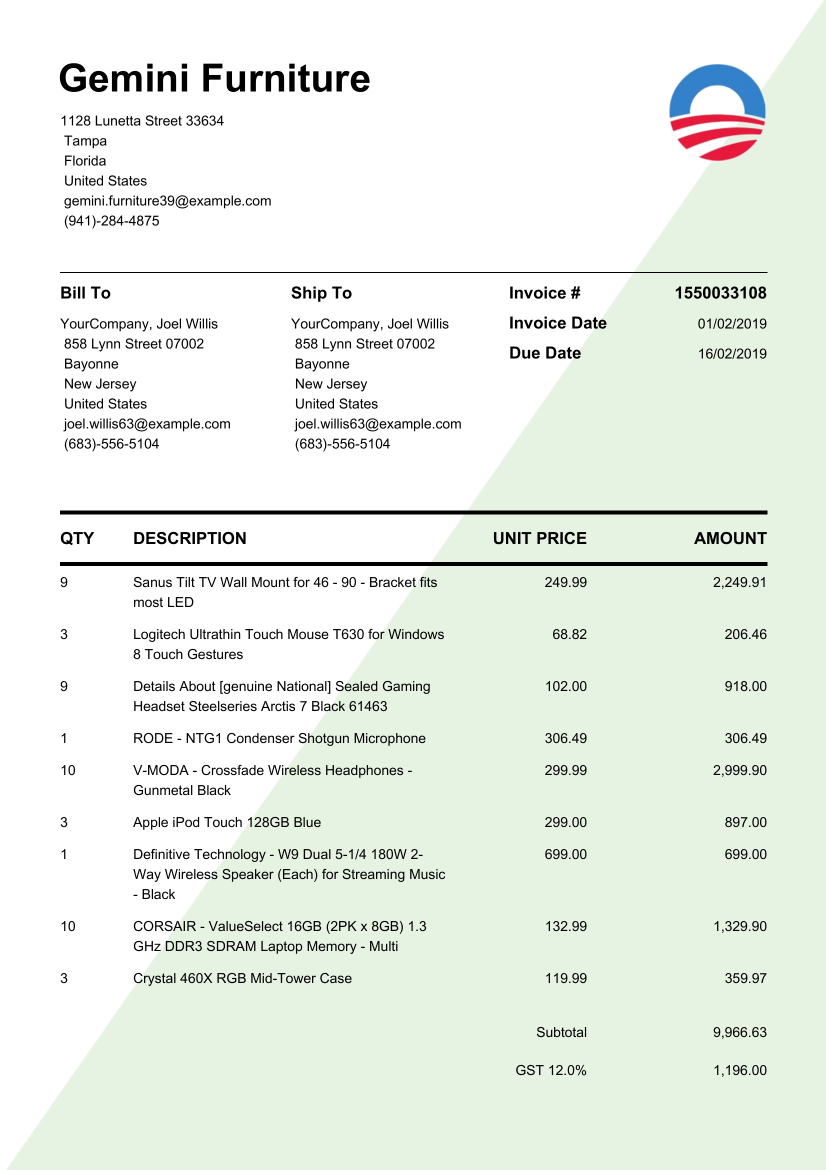 Gemini Furniture
1128 Lunetta Street 33634
Tampa
Florida
United States
gemini.furniture39@example.com
(941)-284-4875
Bill To
YourCompany, Joel Willis
858 Lynn Street 07002
Bayonne
New Jersey
United States
joel.willis63@example.com
(683)-556-5104
Ship To
YourCompany, Joel Willis
858 Lynn Street 07002
Bayonne
New Jersey
United States
joel.willis63@example.com
(683)-556-5104
Invoice # 1550033108
Invoice Date 01/02/2019
Due Date 16/02/2019
QTY DESCRIPTION UNIT PRICE AMOUNT
9 Sanus Tilt TV Wall Mount for 46 - 90 - Bracket fits 249.99 2,249.91
most LED
3 Logitech Ultrathin Touch Mouse T630 for Windows 68.82 206.46
8 Touch Gestures
9 Details About [genuine National] Sealed Gaming 102.00 918.00
Headset Steelseries Arctis 7 Black 61463
1 RODE - NTG1 Condenser Shotgun Microphone 306.49 306.49
10 V-MODA - Crossfade Wireless Headphones - 299.99 2,999.90
Gunmetal Black
3 Apple iPod Touch 128GB Blue 299.00 897.00
1 Definitive Technology - W9 Dual 5-1/4 180W 2- 699.00 699.00
Way Wireless Speaker (Each) for Streaming Music
- Black
10 CORSAIR - ValueSelect 16GB (2PK x 8GB) 1.3 132.99 1,329.90
GHz DDR3 SDRAM Laptop Memory - Multi
3 Crystal 460X RGB Mid-Tower Case 119.99 359.97
Subtotal 9,966.63
GST 12.0% 1,196.00